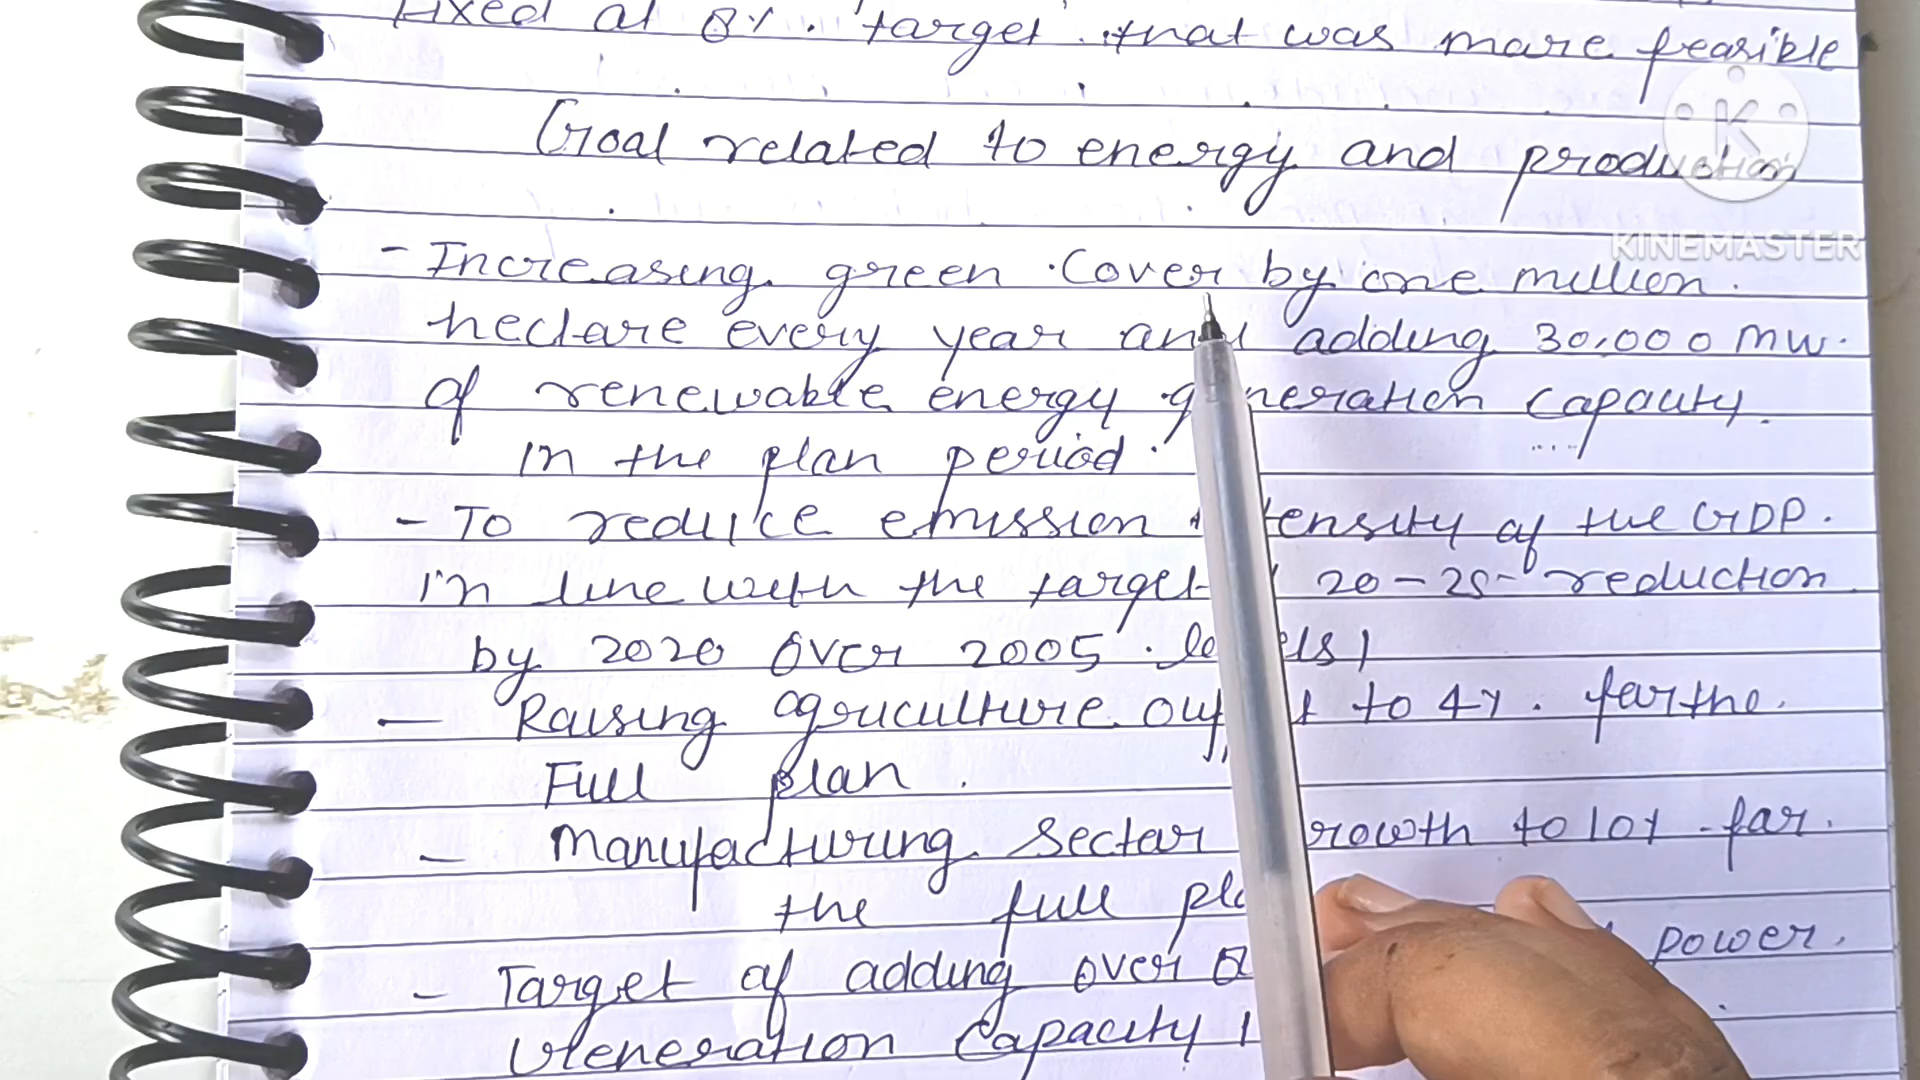 Fixed at 8%. target. that was more feasible
Goal related to energy and production
K
KINEMASTER
- Increasing green cover by one million.
hectare every year and adding 30,000 MW.
of renewable energy generation capacity.
in the plan period.
- To reduce emission intensity of the GDP.
in line with the target 20-25- reduction
by 2020 over 2005 levels
- Raising agriculture output to 4%. for the.
Full plan.
- Manufacturing sector growth to 10% for.
the full
- Target of adding over power.
Generation capacity